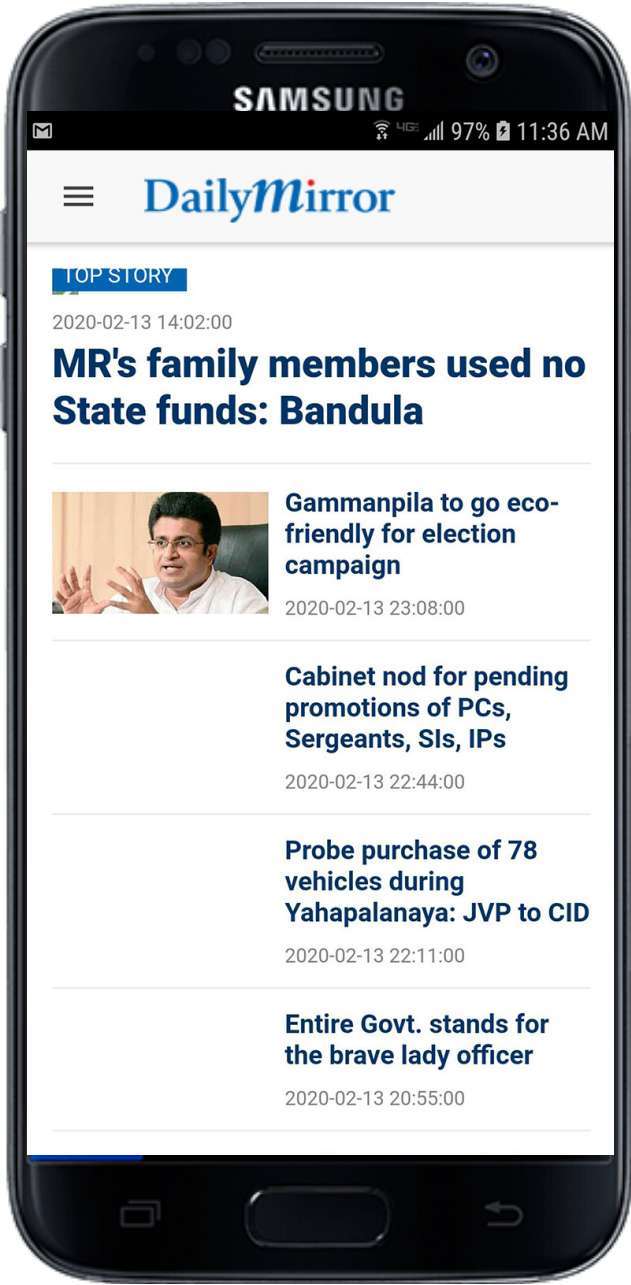 SAMSUNG
4GE 97% 11:36 AM
DailyMirror
TOP STORY
2020-02-13 14:02:00
MR's family members used no
State funds: Bandula
Gammanpila to go eco-
friendly for election
campaign
2020-02-13 23:08:00
Cabinet nod for pending
promotions of PCs,
Sergeants, SIs, IPs
2020-02-13 22:44:00
Probe purchase of 78
vehicles during
Yahapalanaya: JVP to CID
2020-02-13 22:11:00
Entire Govt. stands for
the brave lady officer
2020-02-13 20:55:00